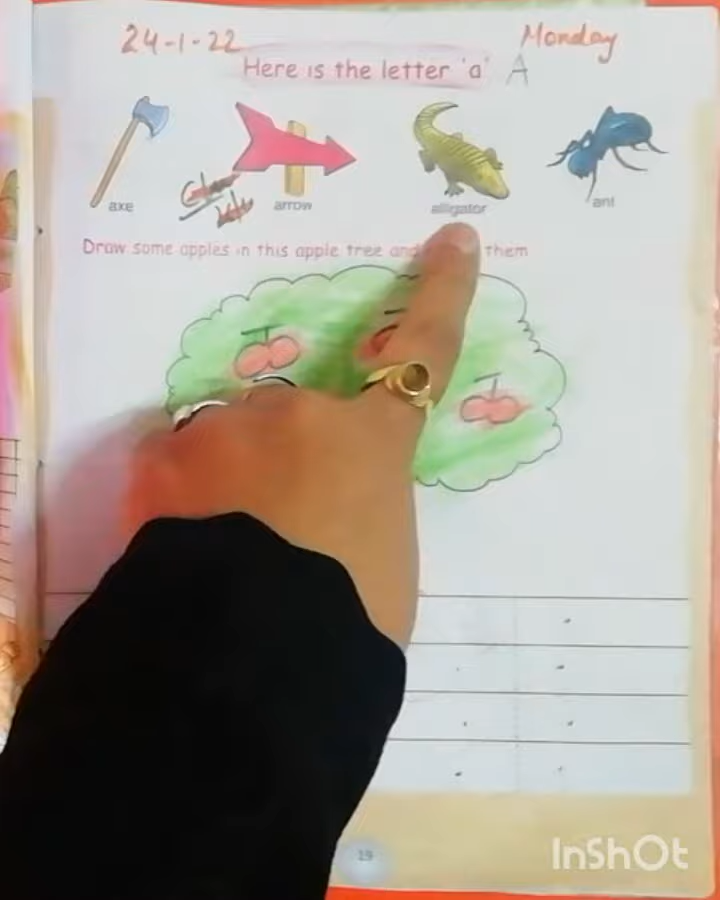 24-1-22 Monday
Here is the letter 'a' A
axe arrow alligator ant
Draw some apples in this apple tree and them
19
InShOt